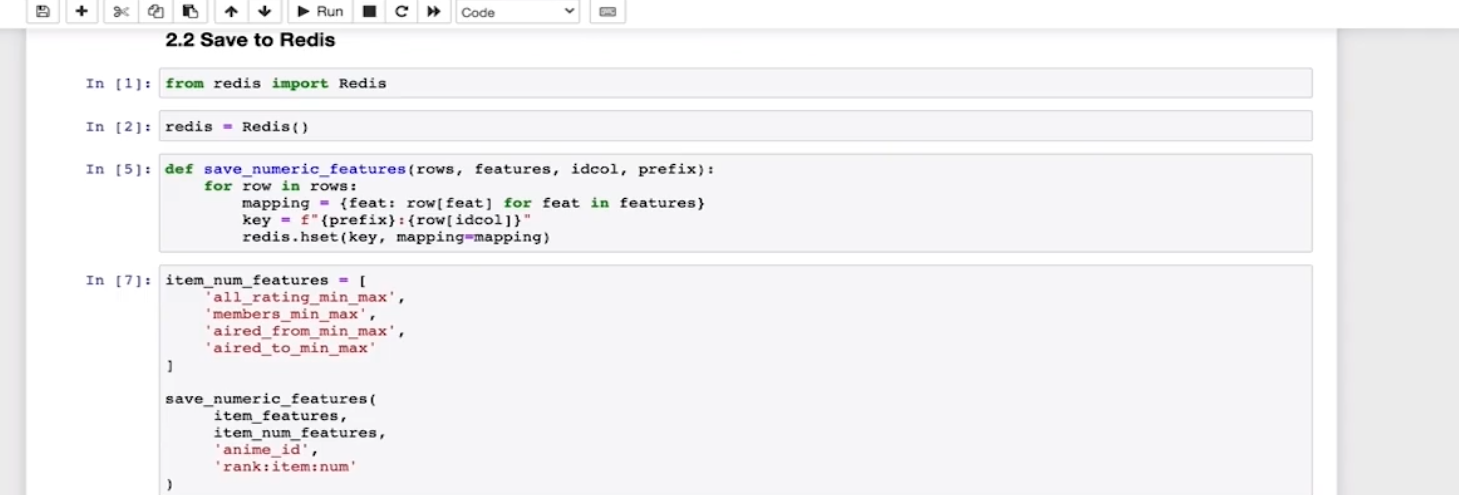 Run Code
2.2 Save to Redis
In [1]: from redis import Redis
In [2]: redis = Redis()
In [5]: def save_numeric_features(rows, features, idcol, prefix):
    for row in rows:
        mapping = {feat: row[feat] for feat in features}
        key = f"{prefix}:{row[idcol]}"
        redis.hset(key, mapping=mapping)
In [7]: item_num_features = [
    'all_rating_min_max',
    'members_min_max',
    'aired_from_min_max',
    'aired_to_min_max'
]
save_numeric_features(
    item_features,
    item_num_features,
    'anime_id',
    'rank:item:num'
)